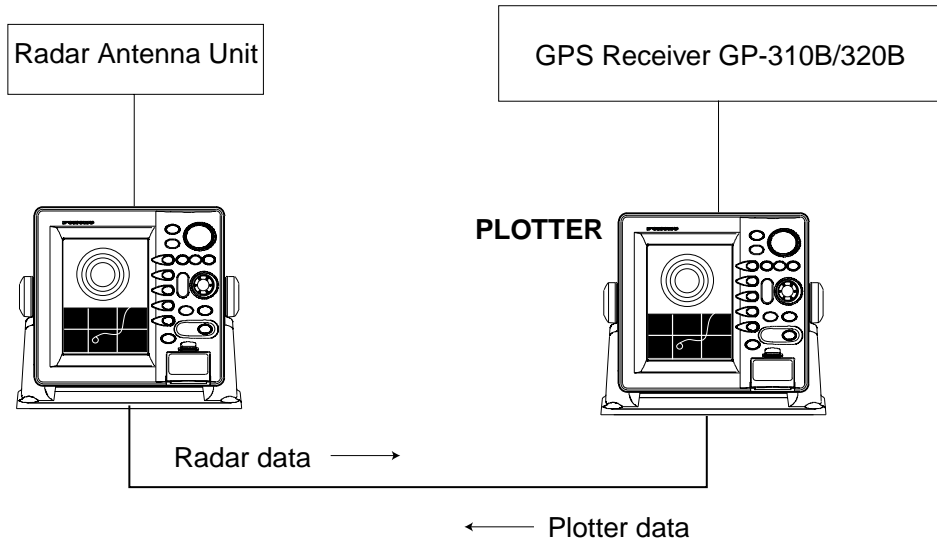 Radar Antenna Unit
GPS Receiver GP-310B/320B
PLOTTER
Radar data
Plotter data